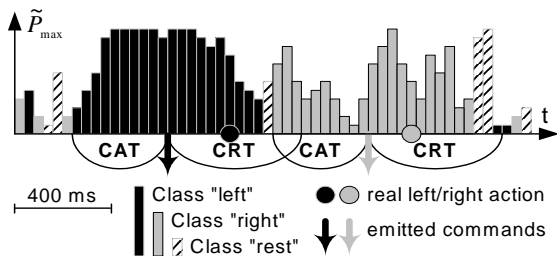 P̃max
t
CAT CRT CAT CRT
400 ms
Class "left"
Class "right"
Class "rest"
real left/right action
emitted commands